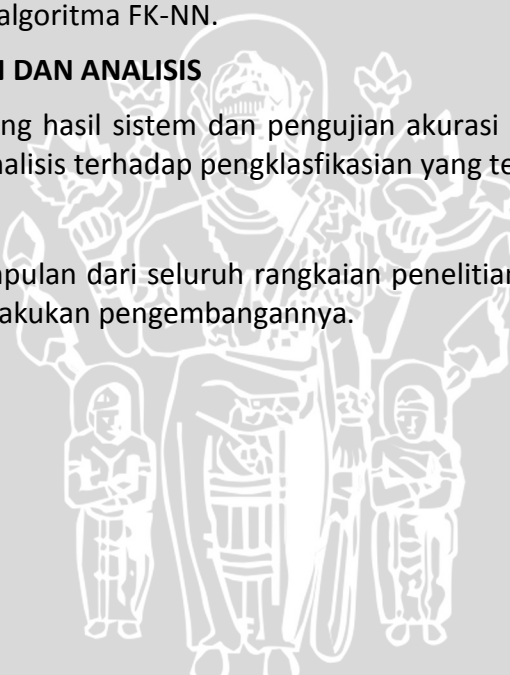 algoritma FK-NN.
I DAN ANALISIS
ng hasil sistem dan pengujian akurasi
nalisis terhadap pengklasfikasian yang te
pulan dari seluruh rangkaian penelitian
akukan pengembangannya.